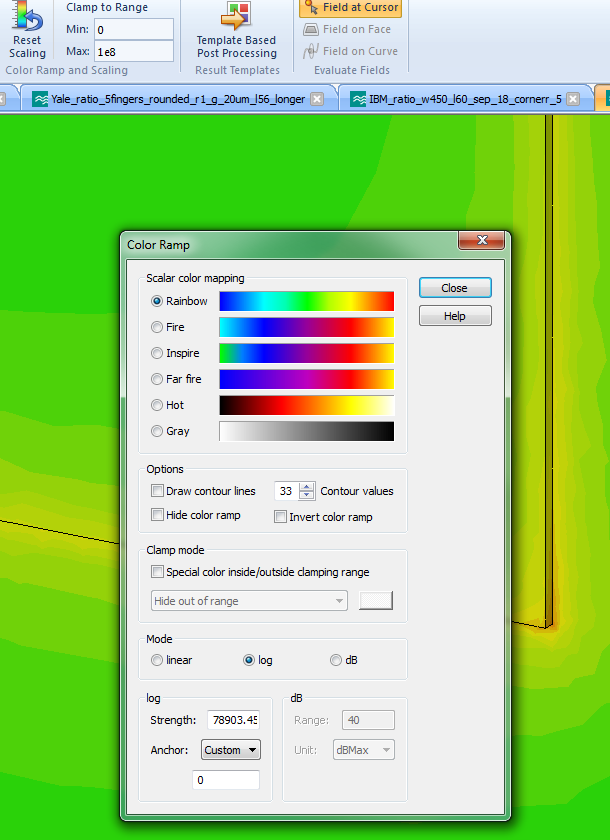 Clamp to Range
Field at Cursor
Min: 0
Field on Face
Reset
Scaling
Max: 1e8
Template Based
Post Processing
Field on Curve
Color Ramp and Scaling
Result Templates
Evaluate Fields
Yale_ratio_5fingers_rounded_r1_g_20um_l56_longer
IBM_ratio_w450_l60_sep_18_cornerr_5
Color Ramp
Scalar color mapping
Rainbow
Close
Fire
Help
Inspire
Far fire
Hot
Gray
Options
Draw contour lines 33 Contour values
Hide color ramp Invert color ramp
Clamp mode
Special color inside/outside clamping range
Hide out of range
Mode
linear log dB
log dB
Strength: 78903.45 Range: 40
Anchor: Custom Unit: dBMax
0